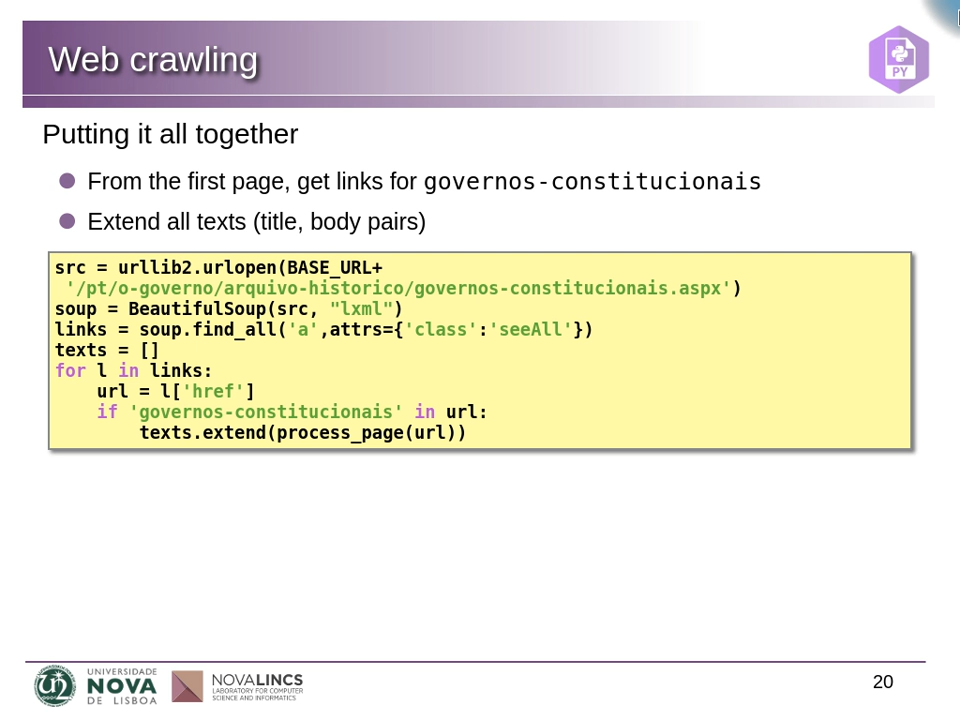 Web crawling
PY
Putting it all together
From the first page, get links for governos-constitucionais
Extend all texts (title, body pairs)
src = urllib2.urlopen(BASE_URL+
 '/pt/o-governo/arquivo-historico/governos-constitucionais.aspx')
soup = BeautifulSoup(src, "lxml")
links = soup.find_all('a',attrs={'class':'seeAll'})
texts = []
for l in links:
    url = l['href']
    if 'governos-constitucionais' in url:
        texts.extend(process_page(url))
UNIVERSIDADE
NOVA
DE LISBOA
NOVALINCS
LABORATORY FOR COMPUTER
SCIENCE AND INFORMATICS
20